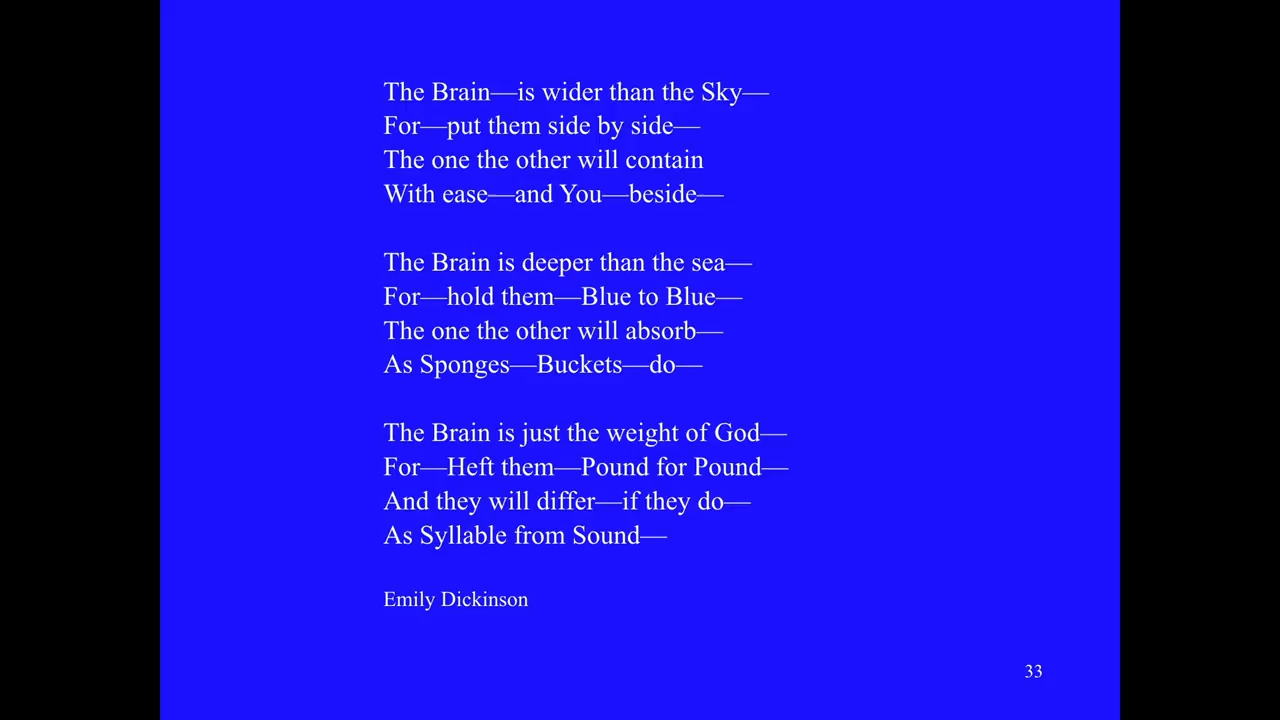 The Brain—is wider than the Sky—
For—put them side by side—
The one the other will contain
With ease—and You—beside—
The Brain is deeper than the sea—
For—hold them—Blue to Blue—
The one the other will absorb—
As Sponges—Buckets—do—
The Brain is just the weight of God—
For—Heft them—Pound for Pound—
And they will differ—if they do—
As Syllable from Sound—
Emily Dickinson
33